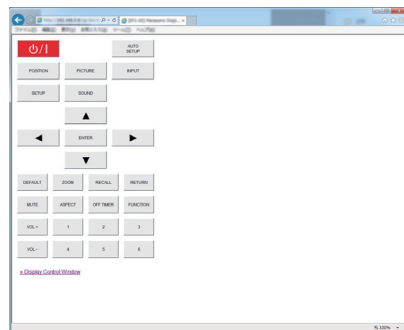 AUTO
SETUP
POSITION PICTURE INPUT
SETUP SOUND
ENTER
DEFAULT ZOOM RECALL RETURN
MUTE ASPECT OFF TIMER FUNCTION
VOL + 1 2 3
VOL - 4 5 6
» Display Control Window
100%